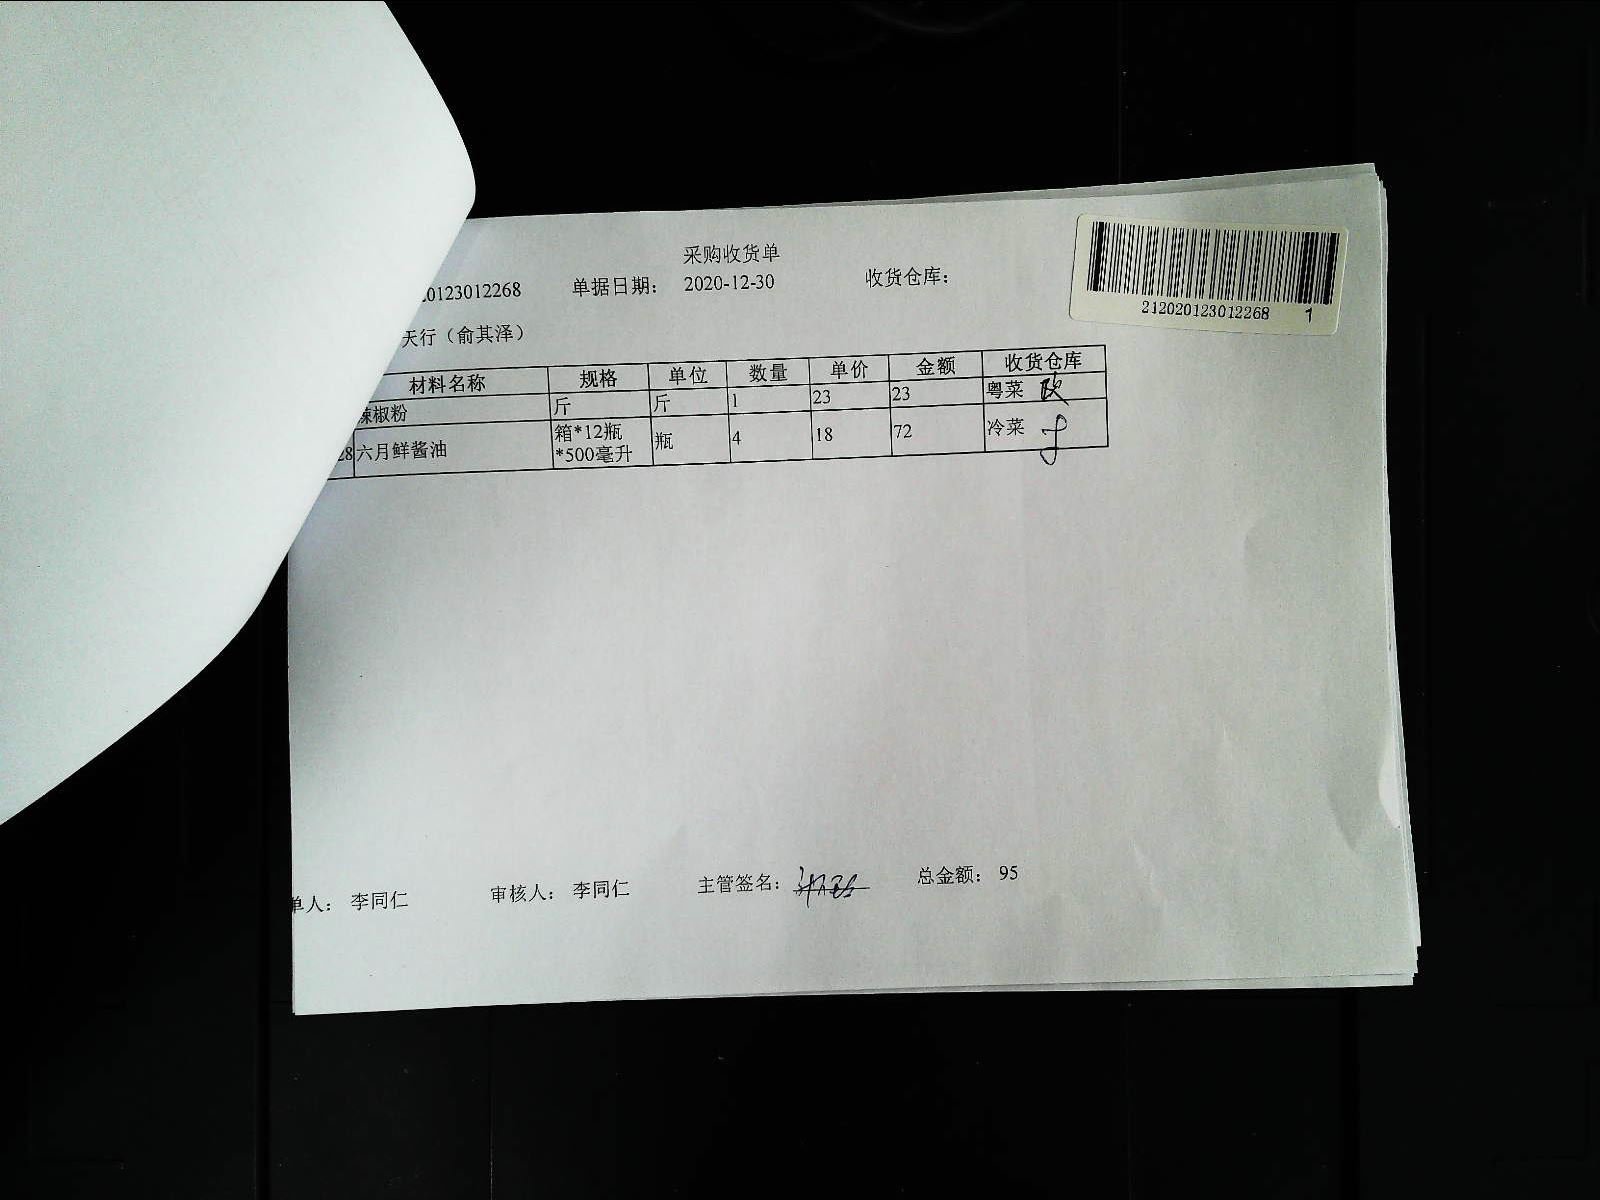 采购收货单
20123012268 单据日期： 2020-12-30 收货仓库：
212020123012268 1
天行（俞其泽）
材料名称 规格 单位 数量 单价 金额 收货仓库
辣椒粉 斤 斤 1 23 23 粤菜
28 六月鲜酱油 箱*12瓶 瓶 4 18 72 冷菜
*500毫升
单人： 李同仁 审核人： 李同仁 主管签名： 总金额： 95